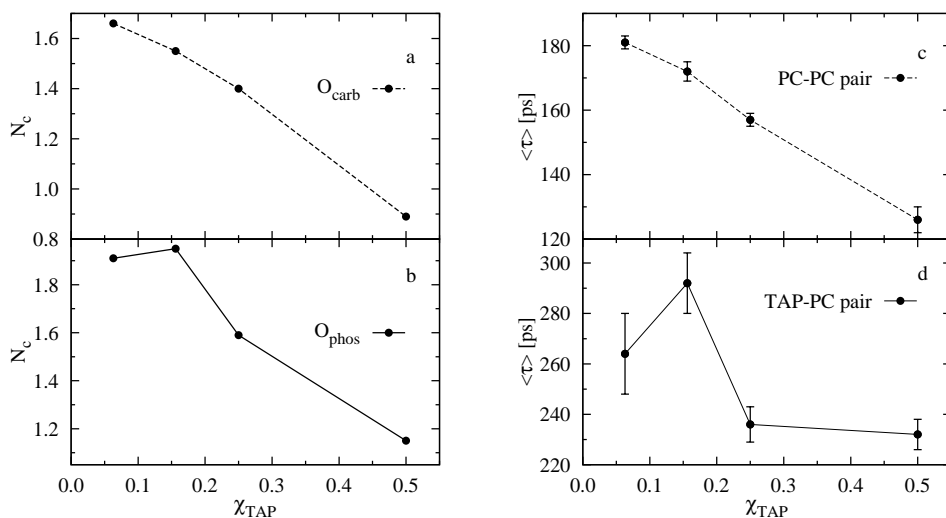 1.6
1.4
1.2
1.0
0.8
N_c
a
O_carb
1.8
1.6
1.4
1.2
N_c
b
O_phos
0.0 0.1 0.2 0.3 0.4 0.5
χ_TAP
180
160
140
120
<τ> [ps]
c
PC-PC pair
300
280
260
240
220
<τ> [ps]
d
TAP-PC pair
0.0 0.1 0.2 0.3 0.4 0.5
χ_TAP